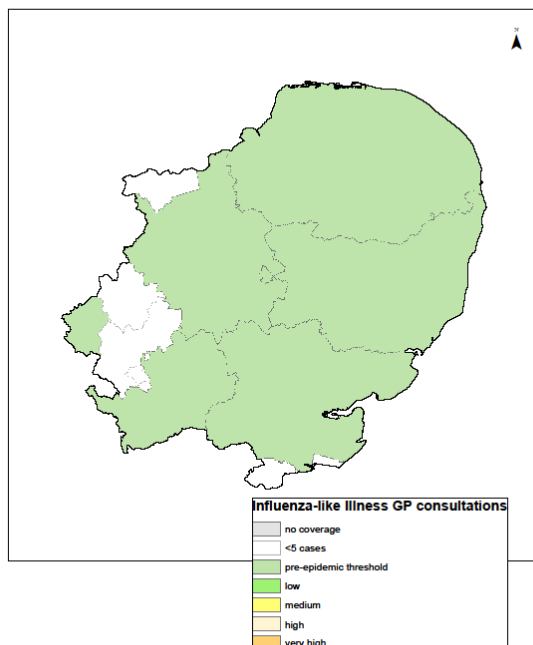 N
Influenza-like Illness GP consultations
no coverage
<5 cases
pre-epidemic threshold
low
medium
high
very high